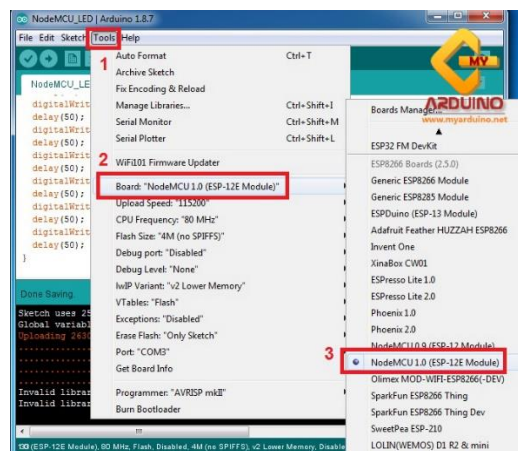 NodeMCU_LED | Arduino 1.8.7
File Edit Sketch Tools Help
1
NodeMCU_LE
digitalWrit
delay(50);
digitalWrit
delay(50);
digitalWrit
delay(50);
digitalWrit
delay(50);
digitalWrit
delay(50);
digitalWrit
delay(50);
}
Done Saving.
Sketch uses 25
Global variabl
Uploading 2630
Invalid librar
Invalid librar
Auto Format Ctrl+T
Archive Sketch
Fix Encoding & Reload
Manage Libraries... Ctrl+Shift+I
Serial Monitor Ctrl+Shift+M
Serial Plotter Ctrl+Shift+L
WiFi101 Firmware Updater
2
Board: "NodeMCU 1.0 (ESP-12E Module)"
Upload Speed: "115200"
CPU Frequency: "80 MHz"
Flash Size: "4M (no SPIFFS)"
Debug port: "Disabled"
Debug Level: "None"
IwIP Variant: "v2 Lower Memory"
VTables: "Flash"
Exceptions: "Disabled"
Erase Flash: "Only Sketch"
Port: "COM3"
Get Board Info
Programmer: "AVRISP mkII"
Burn Bootloader
MY
ARDUINO
www.myarduino.net
Boards Manager...
ESP32 FM DevKit
ESP8266 Boards (2.5.0)
Generic ESP8266 Module
Generic ESP8285 Module
ESPDuino (ESP-13 Module)
Adafruit Feather HUZZAH ESP8266
Invent One
XinaBox CW01
ESPresso Lite 1.0
ESPresso Lite 2.0
Phoenix 1.0
Phoenix 2.0
NodeMCU 0.9 (ESP-12 Module)
3
NodeMCU 1.0 (ESP-12E Module)
Olimex MOD-WIFI-ESP8266(-DEV)
SparkFun ESP8266 Thing
SparkFun ESP8266 Thing Dev
SweetPea ESP-210
LOLIN(WEMOS) D1 R2 & mini
(ESP-12E Module), 80 MHz, Flash, Disabled, 4M (no SPIFFS), v2 Lower Memory, Disable